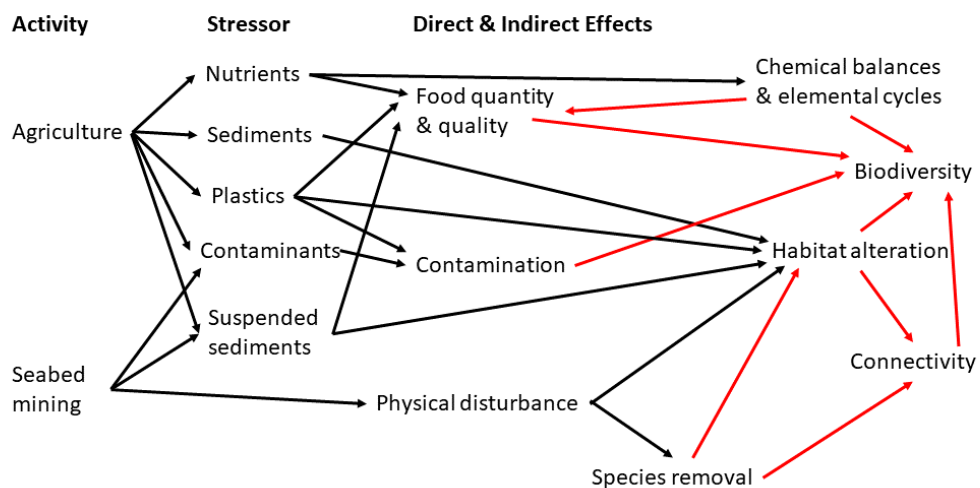 Activity
Stressor
Direct & Indirect Effects
Nutrients
Chemical balances
& elemental cycles
Food quantity
& quality
Agriculture
Sediments
Biodiversity
Plastics
Contaminants
Contamination
Habitat alteration
Suspended
sediments
Connectivity
Seabed
mining
Physical disturbance
Species removal